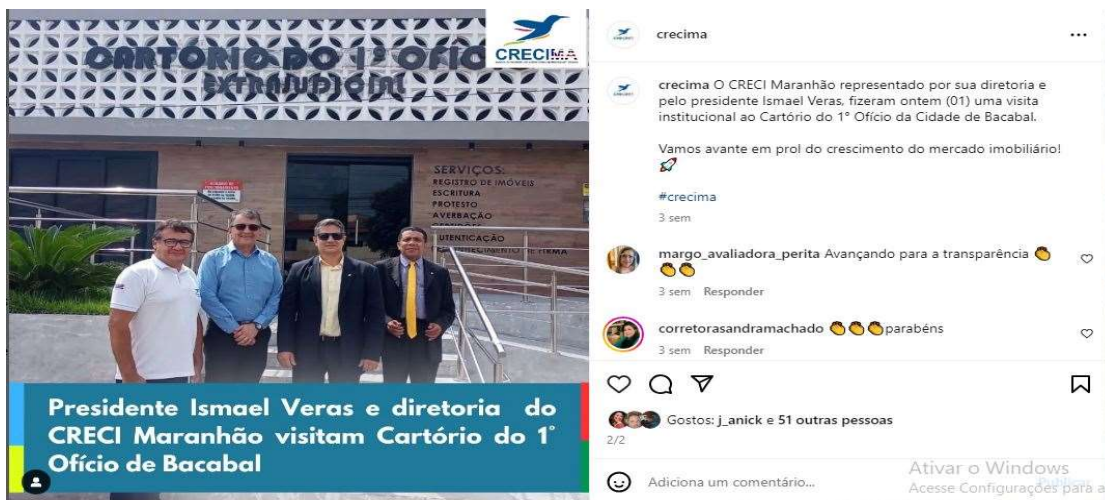 CRECIMA
CARTÓRIO DO 1º OFÍCIO
EXTRAJUDICIAL
SERVIÇOS:
REGISTRO DE IMÓVEIS
ESCRITURA
PROTESTO
AVERBAÇÃO
UTENTICAÇÃO
Presidente Ismael Veras e diretoria do
CRECI Maranhão visitam Cartório do 1°
Ofício de Bacabal
crecima
crecima O CRECI Maranhão representado por sua diretoria e
pelo presidente Ismael Veras, fizeram ontem (01) uma visita
institucional ao Cartório do 1° Ofício da Cidade de Bacabal.
Vamos avante em prol do crescimento do mercado imobiliário!
🚀
#crecima
3 sem
margo_avaliadora_perita Avançando para a transparência 👏
👏👏
3 sem Responder
corretorasandramachado 👏👏👏parabéns
3 sem Responder
Gostos: j_anick e 51 outras pessoas
2/2
Adiciona um comentário...
Publicar
Ativar o Windows
Acesse Configurações para a